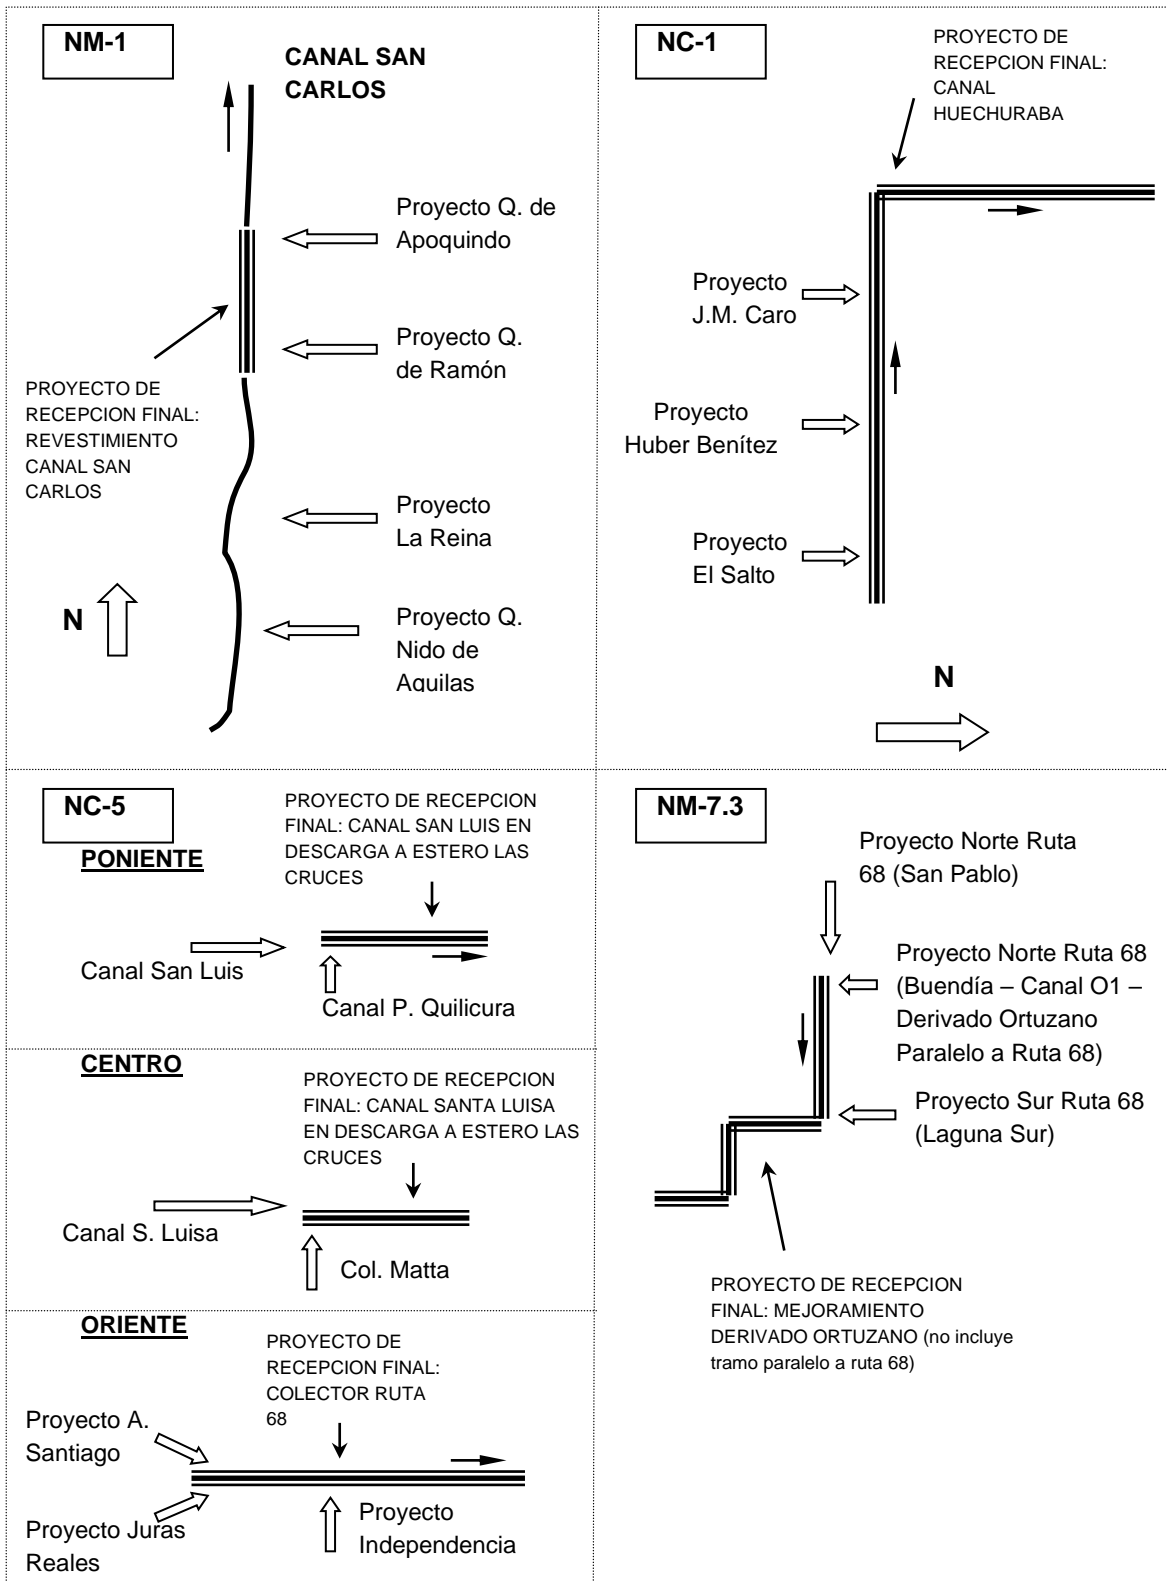 NM-1
CANAL SAN
CARLOS
Proyecto Q. de
Apoquindo
Proyecto Q.
de Ramón
PROYECTO DE
RECEPCION FINAL:
REVESTIMIENTO
CANAL SAN
CARLOS
Proyecto
La Reina
N
Proyecto Q.
Nido de
Aguilas
NC-1
PROYECTO DE
RECEPCION FINAL:
CANAL
HUECHURABA
Proyecto
J.M. Caro
Proyecto
Huber Benítez
Proyecto
El Salto
N
NC-5
PONIENTE
PROYECTO DE RECEPCION
FINAL: CANAL SAN LUIS EN
DESCARGA A ESTERO LAS
CRUCES
Canal San Luis
Canal P. Quilicura
CENTRO
PROYECTO DE RECEPCION
FINAL: CANAL SANTA LUISA
EN DESCARGA A ESTERO LAS
CRUCES
Canal S. Luisa
Col. Matta
ORIENTE
PROYECTO DE
RECEPCION FINAL:
COLECTOR RUTA
68
Proyecto A.
Santiago
Proyecto Juras
Reales
Proyecto
Independencia
NM-7.3
Proyecto Norte Ruta
68 (San Pablo)
Proyecto Norte Ruta 68
(Buendía – Canal O1 –
Derivado Ortuzano
Paralelo a Ruta 68)
Proyecto Sur Ruta 68
(Laguna Sur)
PROYECTO DE RECEPCION
FINAL: MEJORAMIENTO
DERIVADO ORTUZANO (no incluye
tramo paralelo a ruta 68)